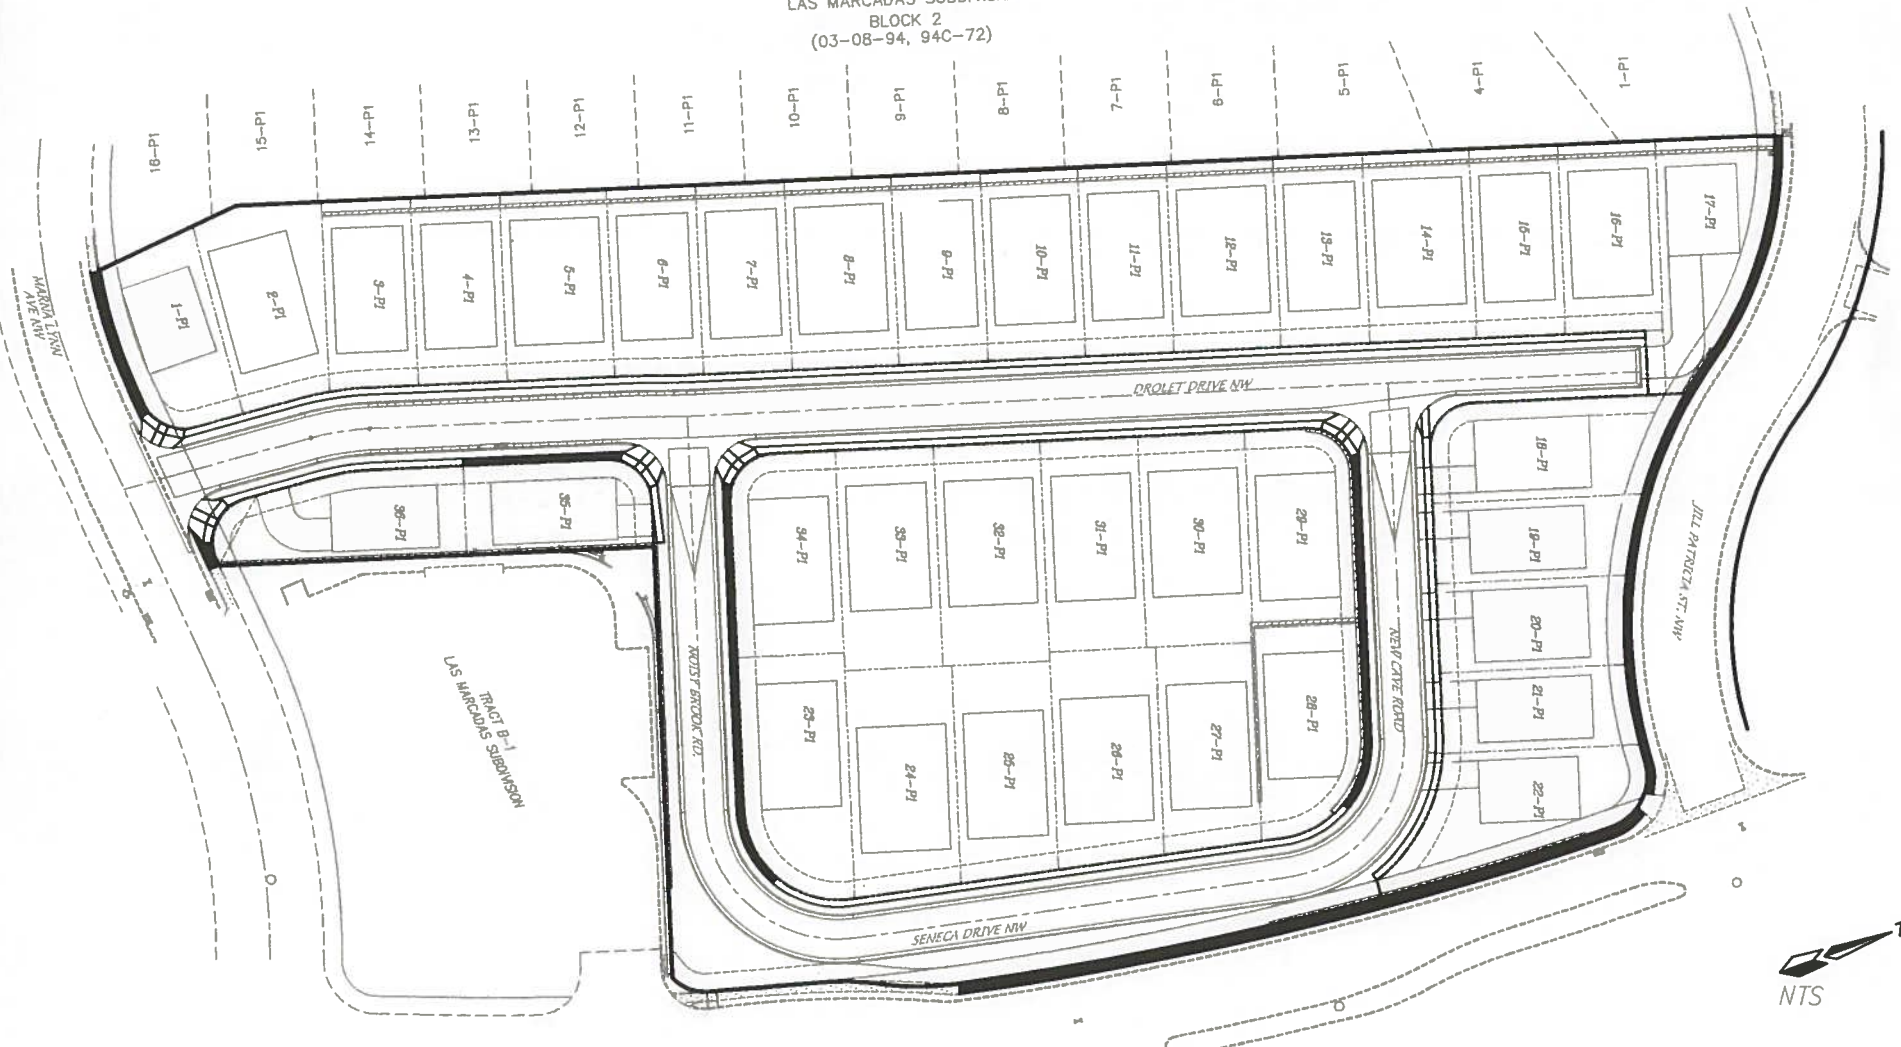 BLOCK 2
(03-08-94, 94C-72)
16-P1
15-P1
14-P1
13-P1
12-P1
11-P1
10-P1
9-P1
8-P1
7-P1
6-P1
5-P1
4-P1
1-P1
1-P1
2-P1
3-P1
4-P1
5-P1
6-P1
7-P1
8-P1
9-P1
10-P1
11-P1
12-P1
13-P1
14-P1
15-P1
16-P1
17-P1
MARNA LYNN
AVE NW
DROLET DRIVE NW
36-P1
35-P1
34-P1
33-P1
32-P1
31-P1
30-P1
29-P1
18-P1
19-P1
20-P1
21-P1
22-P1
JILL PATRICIA ST. NW
TRACT B-1
LAS MARCADAS SUBDIVISION
NOISY BROOK RD.
NEW CAVE ROAD
23-P1
24-P1
25-P1
26-P1
27-P1
28-P1
SENECA DRIVE NW
NTS